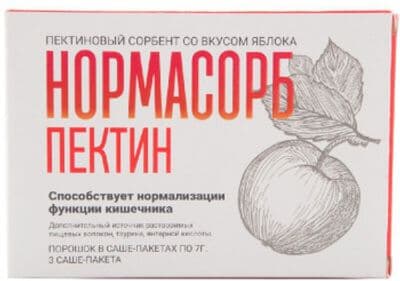 ПЕКТИНОВЫЙ СОРБЕНТ СО ВКУСОМ ЯБЛОКА
НОРМАСОРБ
ПЕКТИН
Способствует нормализации
функции кишечника
Дополнительный источник растворимых
пищевых волокон, таурина, янтарной кислоты.
ПОРОШОК В САШЕ-ПАКЕТАХ ПО 7Г.
3 САШЕ-ПАКЕТА